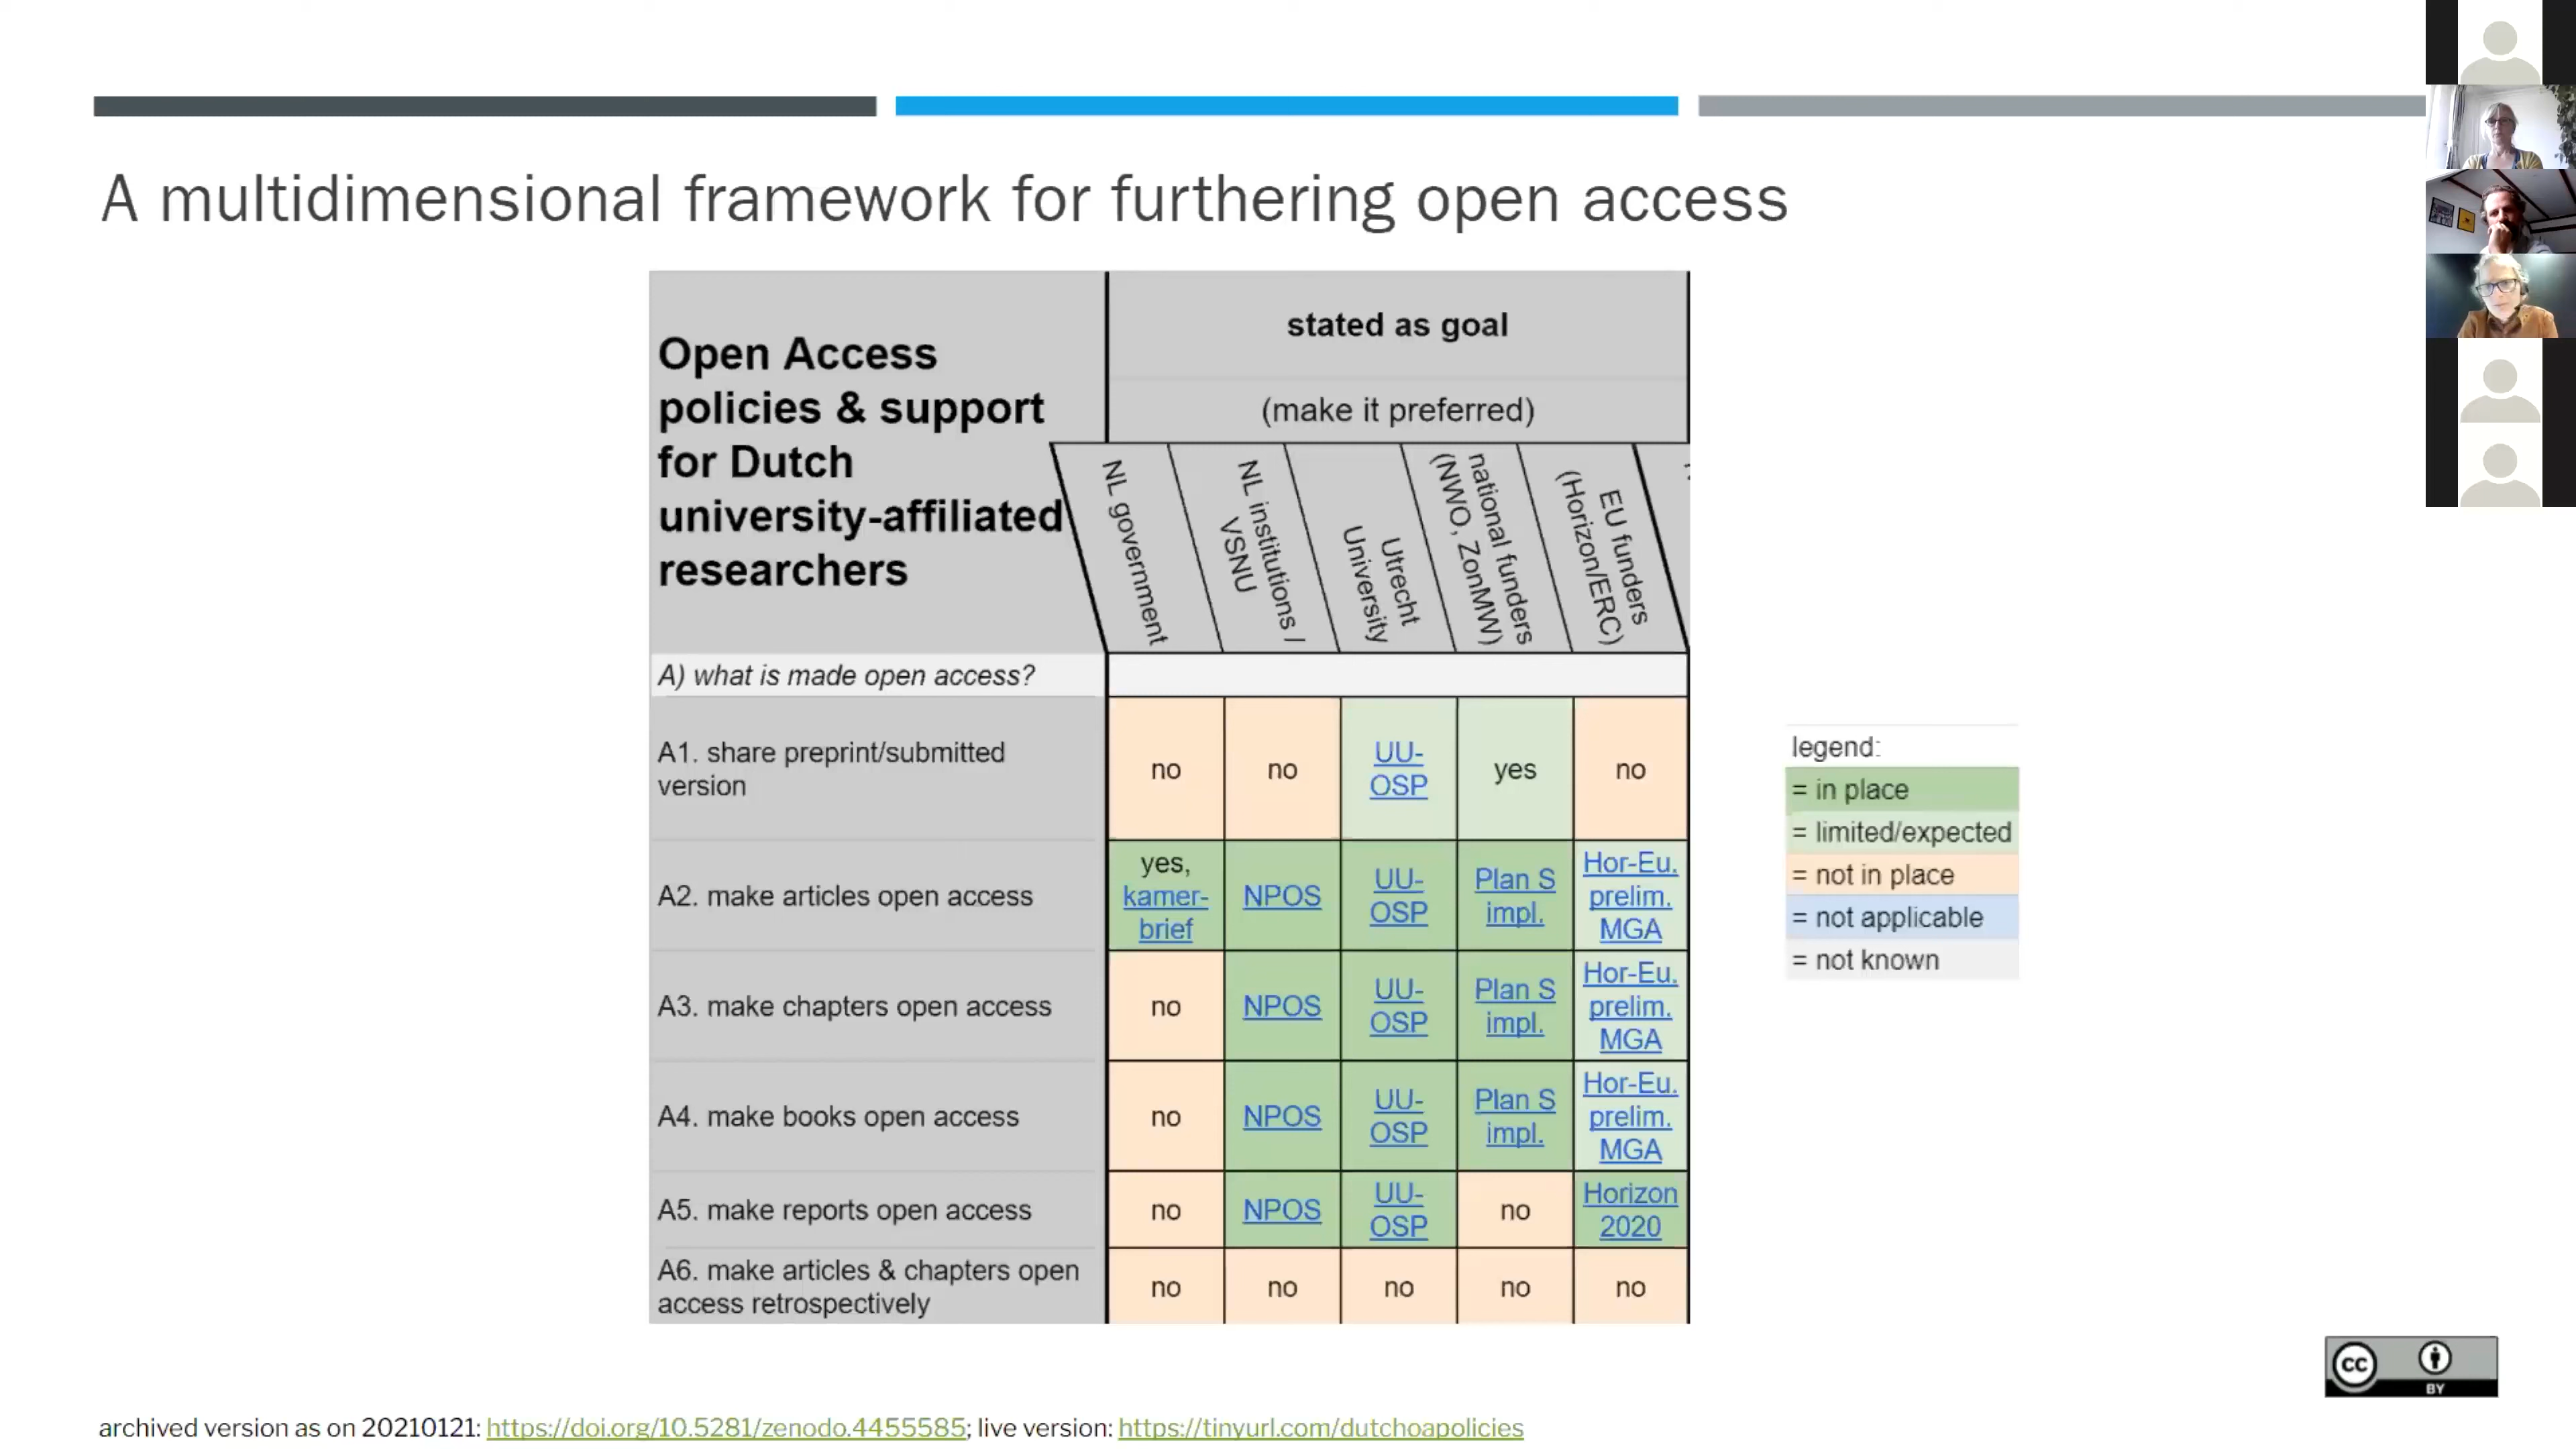 A multidimensional framework for furthering open access
Open Access
policies & support
for Dutch
university-affiliated
researchers
stated as goal
(make it preferred)
NL government
NL institutions /
VSNU
Utrecht
University
national funders
(NWO, ZonMW)
EU funders
(Horizon/ERC)
A) what is made open access?
A1. share preprint/submitted
version
no
no
UU-
OSP
yes
no
A2. make articles open access
yes,
kamer-
brief
NPOS
UU-
OSP
Plan S
impl.
Hor-Eu.
prelim.
MGA
A3. make chapters open access
no
NPOS
UU-
OSP
Plan S
impl.
Hor-Eu.
prelim.
MGA
A4. make books open access
no
NPOS
UU-
OSP
Plan S
impl.
Hor-Eu.
prelim.
MGA
A5. make reports open access
no
NPOS
UU-
OSP
no
Horizon
2020
A6. make articles & chapters open
access retrospectively
no
no
no
no
no
legend:
= in place
= limited/expected
= not in place
= not applicable
= not known
cc
BY
archived version as on 20210121: https://doi.org/10.5281/zenodo.4455585; live version: https://tinyurl.com/dutchoapolicies